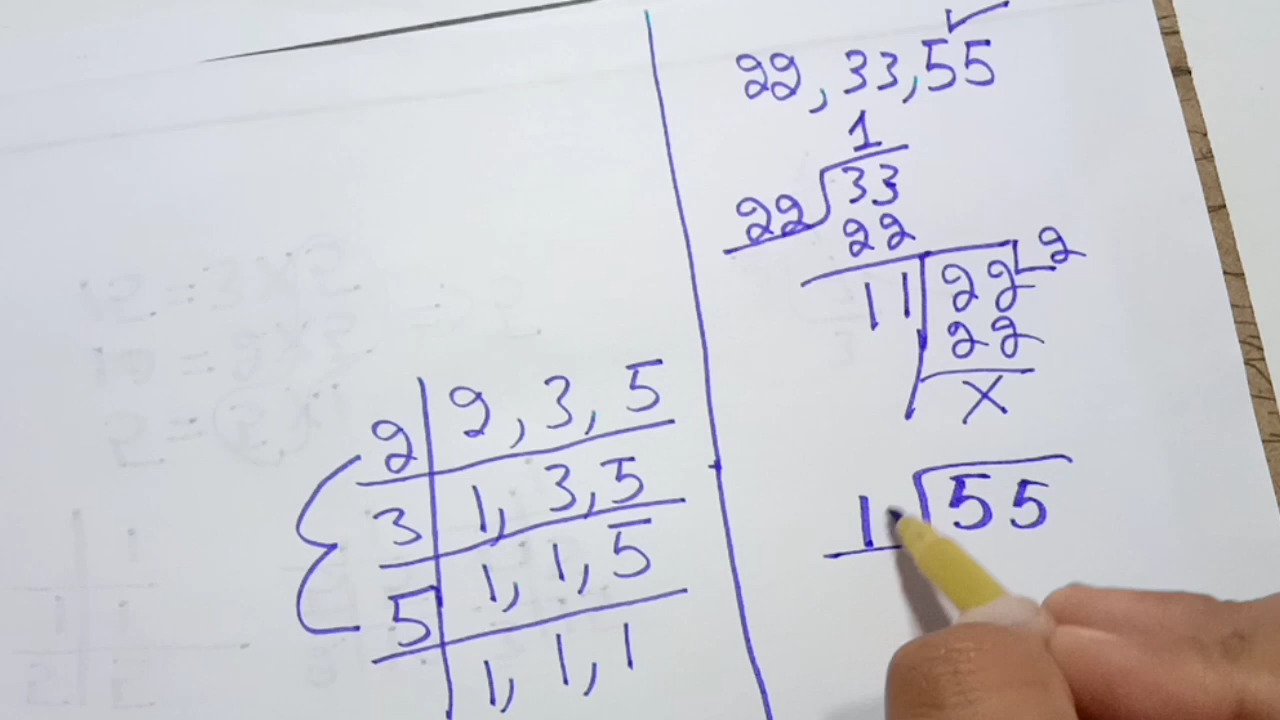 2 | 2, 3, 5
3 | 1, 3, 5
5 | 1, 1, 5
1, 1, 1
22, 33, 55 ✓
1
22 33
22
11 22 2
22
×
1 55